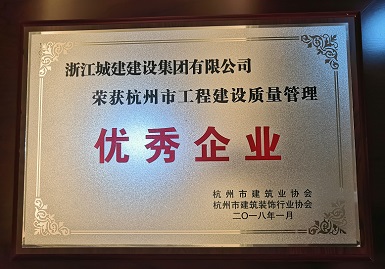 浙江城建建设集团有限公司
荣获杭州市工程建设质量管理
优秀企业
杭州市建筑业协会
杭州市建筑装饰行业协会
二〇一八年一月